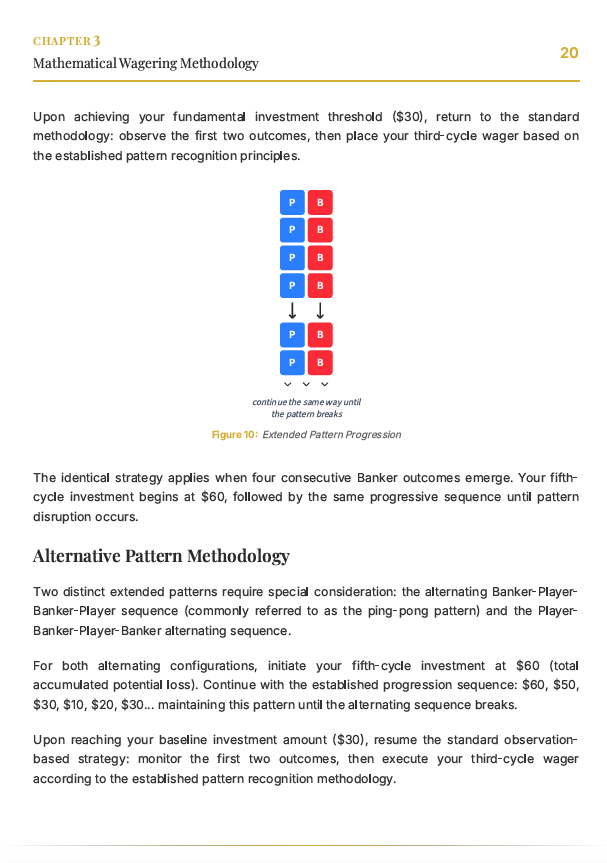 CHAPTER 3
Mathematical Wagering Methodology
20
Upon achieving your fundamental investment threshold ($30), return to the standard
methodology: observe the first two outcomes, then place your third-cycle wager based on
the established pattern recognition principles.
P B
P B
P B
P B
P B
P B
continue the same way until
the pattern breaks
Figure 10: Extended Pattern Progression
The identical strategy applies when four consecutive Banker outcomes emerge. Your fifth-
cycle investment begins at $60, followed by the same progressive sequence until pattern
disruption occurs.
Alternative Pattern Methodology
Two distinct extended patterns require special consideration: the alternating Banker-Player-
Banker-Player sequence (commonly referred to as the ping-pong pattern) and the Player-
Banker-Player-Banker alternating sequence.
For both alternating configurations, initiate your fifth-cycle investment at $60 (total
accumulated potential loss). Continue with the established progression sequence: $60, $50,
$30, $10, $20, $30... maintaining this pattern until the alternating sequence breaks.
Upon reaching your baseline investment amount ($30), resume the standard observation-
based strategy: monitor the first two outcomes, then execute your third-cycle wager
according to the established pattern recognition methodology.